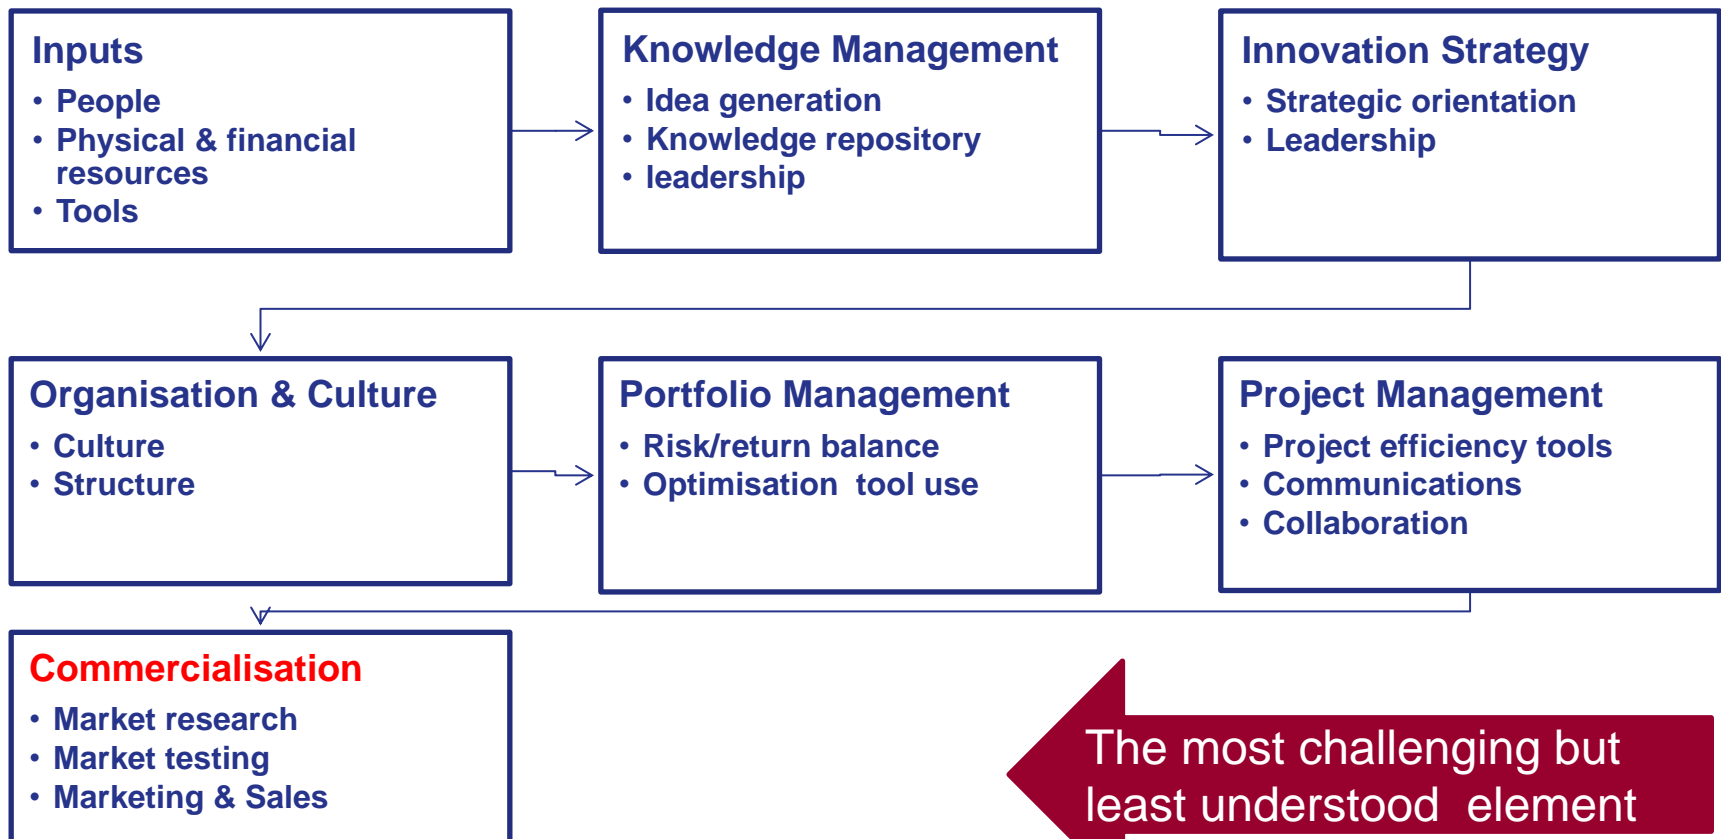 Inputs
• People
• Physical & financial
resources
• Tools
Knowledge Management
• Idea generation
• Knowledge repository
• leadership
Innovation Strategy
• Strategic orientation
• Leadership
Organisation & Culture
• Culture
• Structure
Portfolio Management
• Risk/return balance
• Optimisation tool use
Project Management
• Project efficiency tools
• Communications
• Collaboration
Commercialisation
• Market research
• Market testing
• Marketing & Sales
The most challenging but
least understood element